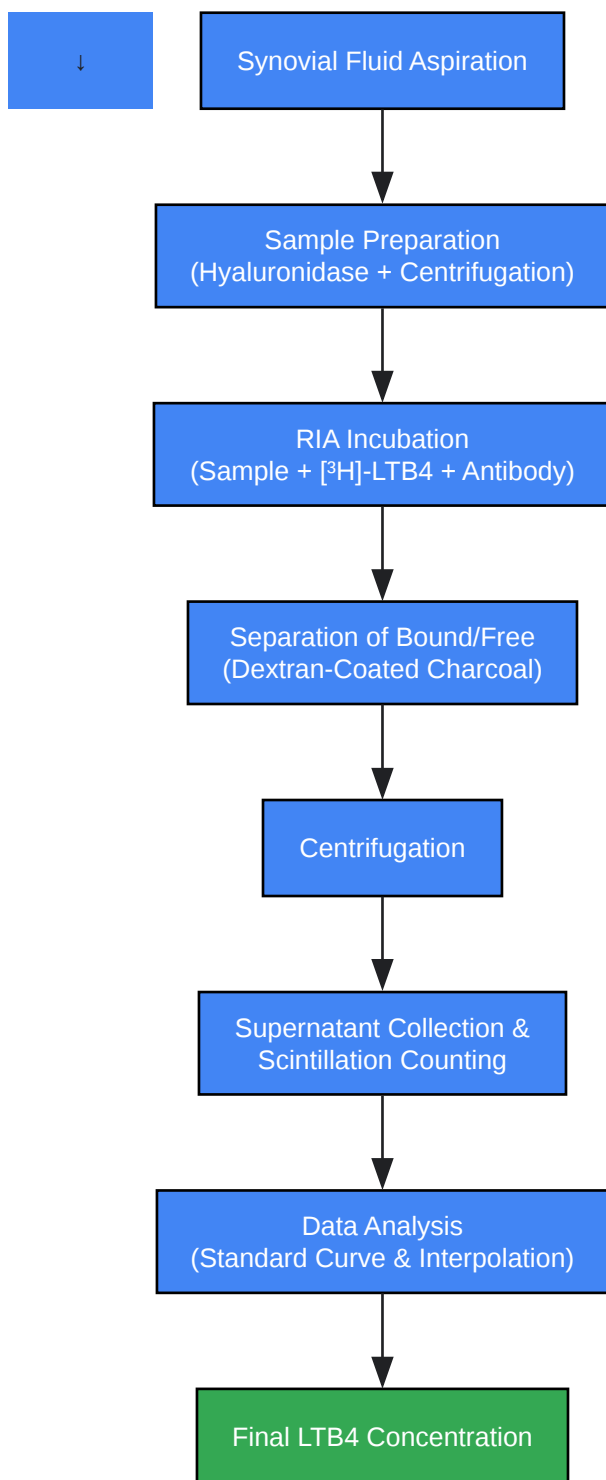 ↓
Synovial Fluid Aspiration
Sample Preparation
(Hyaluronidase + Centrifugation)
RIA Incubation
(Sample + [³H]-LTB4 + Antibody)
Separation of Bound/Free
(Dextran-Coated Charcoal)
Centrifugation
Supernatant Collection &
Scintillation Counting
Data Analysis
(Standard Curve & Interpolation)
Final LTB4 Concentration